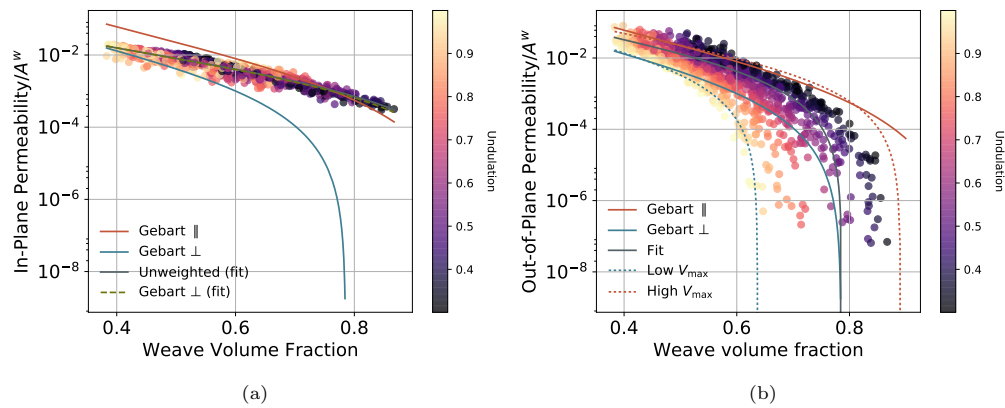 In-Plane Permeability/A^w
10^-2
10^-4
10^-6
10^-8
Gebart ∥
Gebart ⊥
Unweighted (fit)
Gebart ⊥ (fit)
0.4 0.6 0.8
Weave Volume Fraction
0.9
0.8
0.7
0.6
0.5
0.4
Undulation
(a)
Out-of-Plane Permeability/A^w
10^-2
10^-4
10^-6
10^-8
Gebart ∥
Gebart ⊥
Fit
Low V_max
High V_max
0.4 0.6 0.8
Weave volume fraction
0.9
0.8
0.7
0.6
0.5
0.4
Undulation
(b)